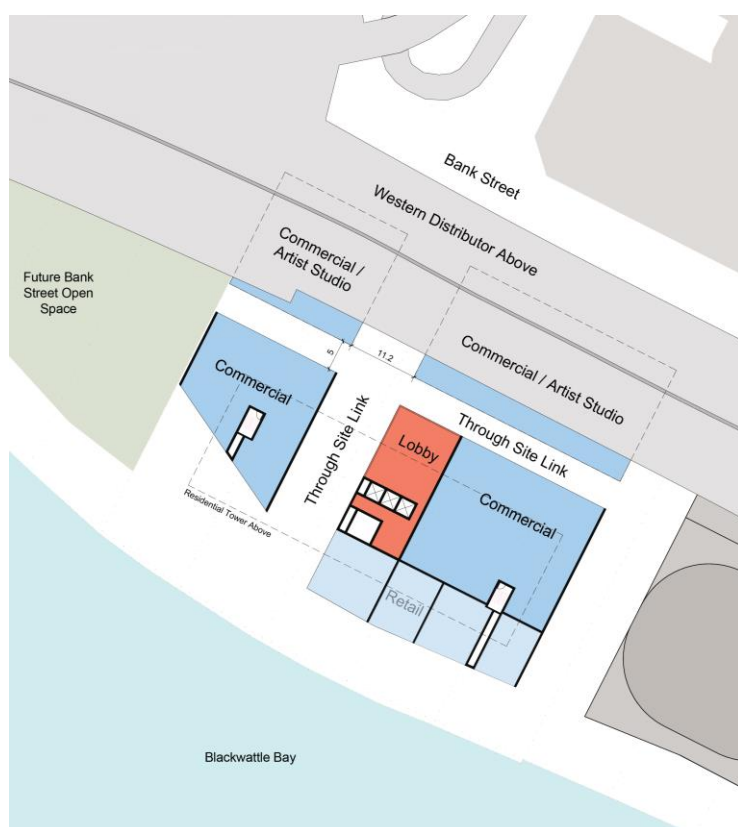 Bank Street
Western Distributor Above
Commercial /
Artist Studio
Future Bank
Street Open
Space
5
11.2
Commercial / Artist Studio
Commercial
Through Site Link
Through Site Link
Lobby
Commercial
Residential Tower Above
Retail
Blackwattle Bay